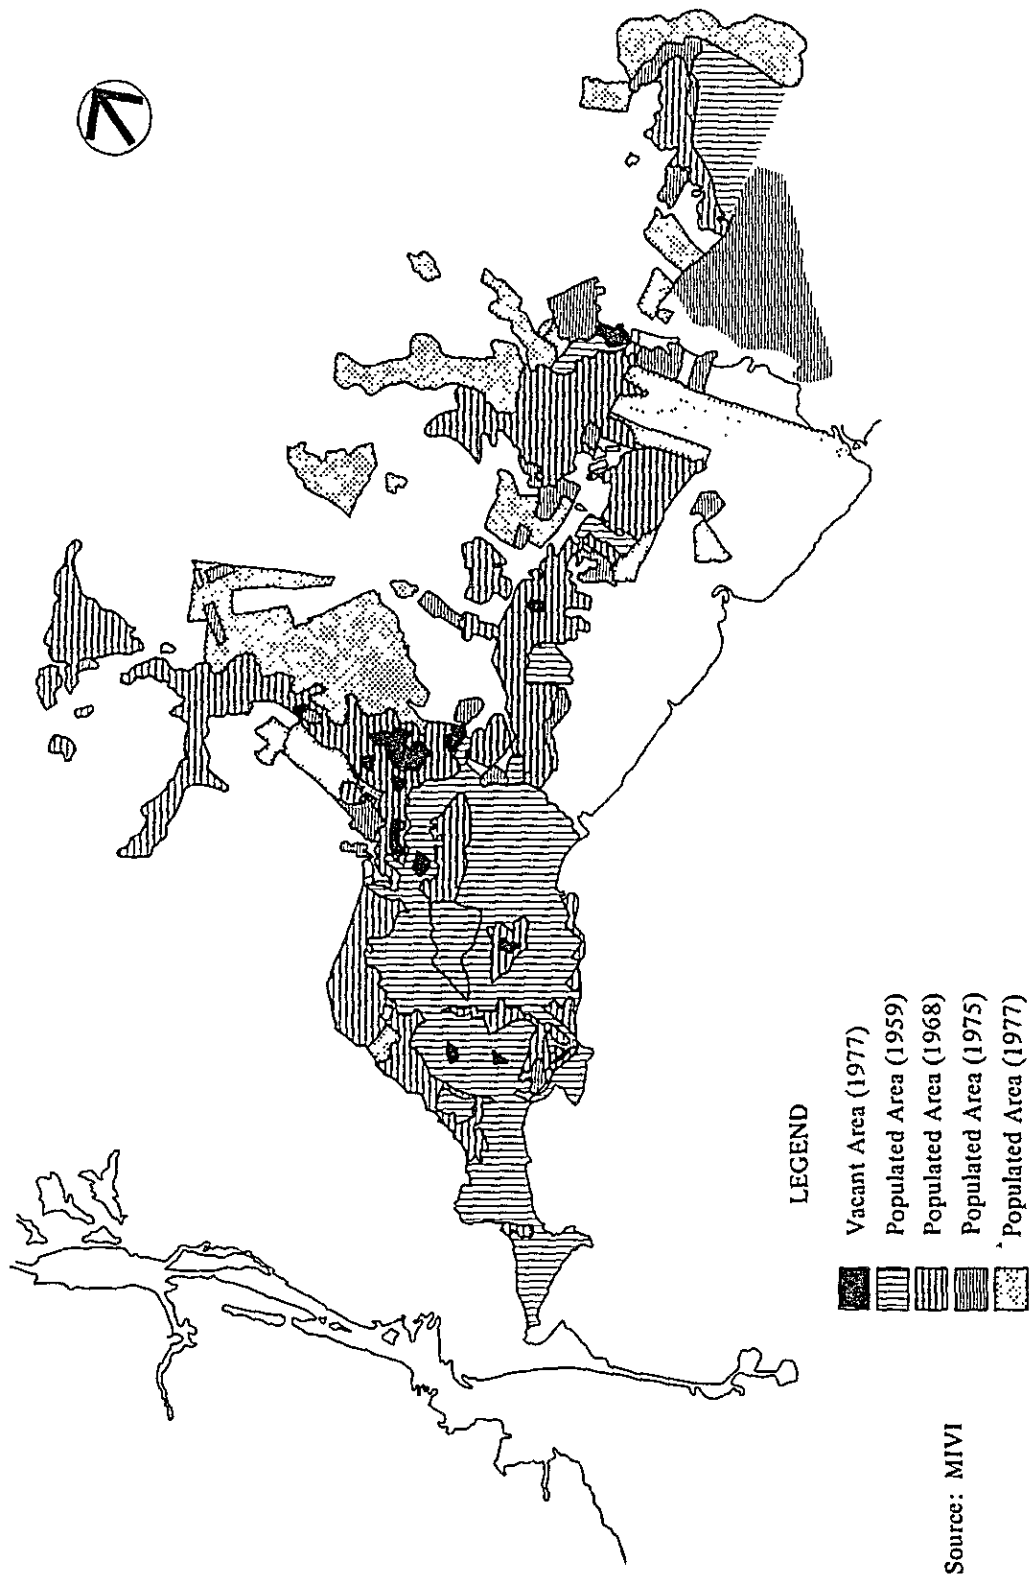 LEGEND
Vacant Area (1977)
Populated Area (1959)
Populated Area (1968)
Populated Area (1975)
Populated Area (1977)
Source: MIVI